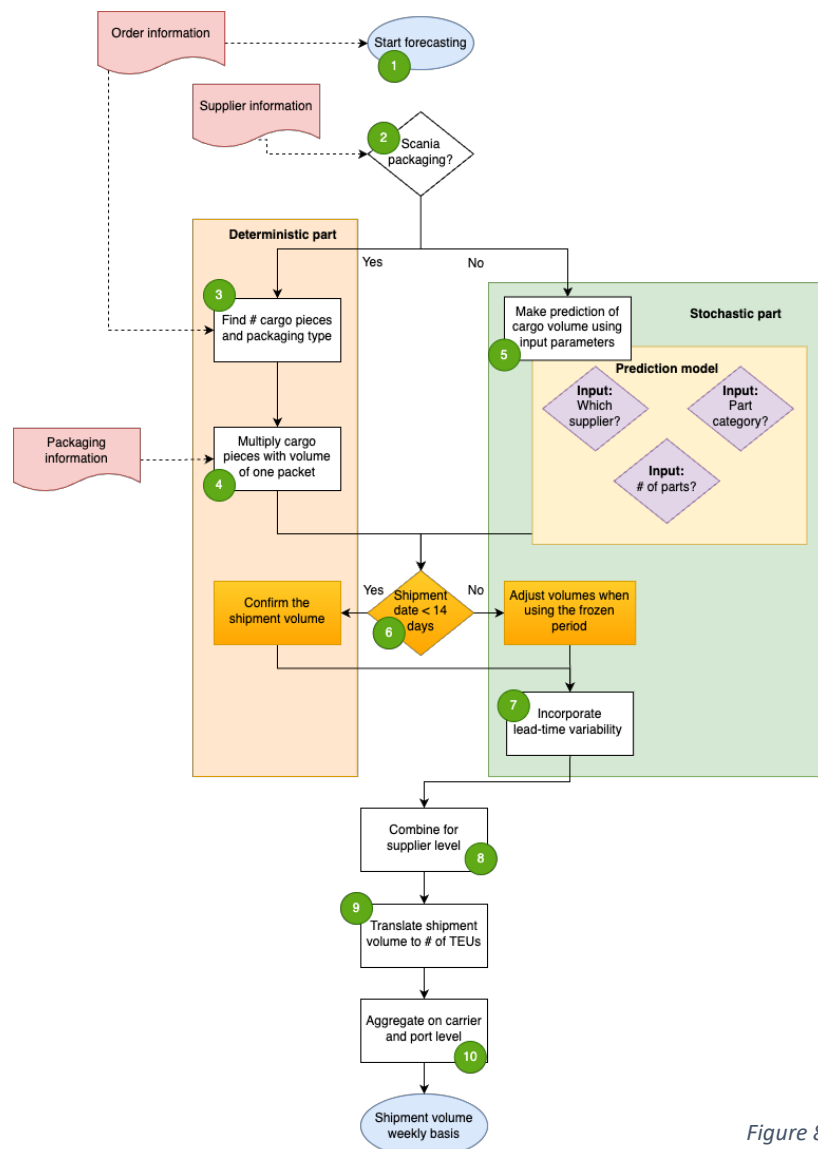 Order information
Start forecasting
1
Supplier information
2
Scania
packaging?
Deterministic part
Yes
No
3
Find # cargo pieces
and packaging type
Make prediction of
cargo volume using
input parameters
5
Stochastic part
Prediction model
Input:
Which
supplier?
Input:
Part
category?
Input:
# of parts?
Packaging
information
Multiply cargo
pieces with volume
of one packet
4
Yes
No
Shipment
date < 14
days
6
Confirm the
shipment volume
Adjust volumes when
using the frozen
period
7
Incorporate
lead-time variability
Combine for
supplier level
8
9
Translate shipment
volume to # of TEUs
Aggregate on carrier
and port level
10
Shipment volume
weekly basis
Figure 8